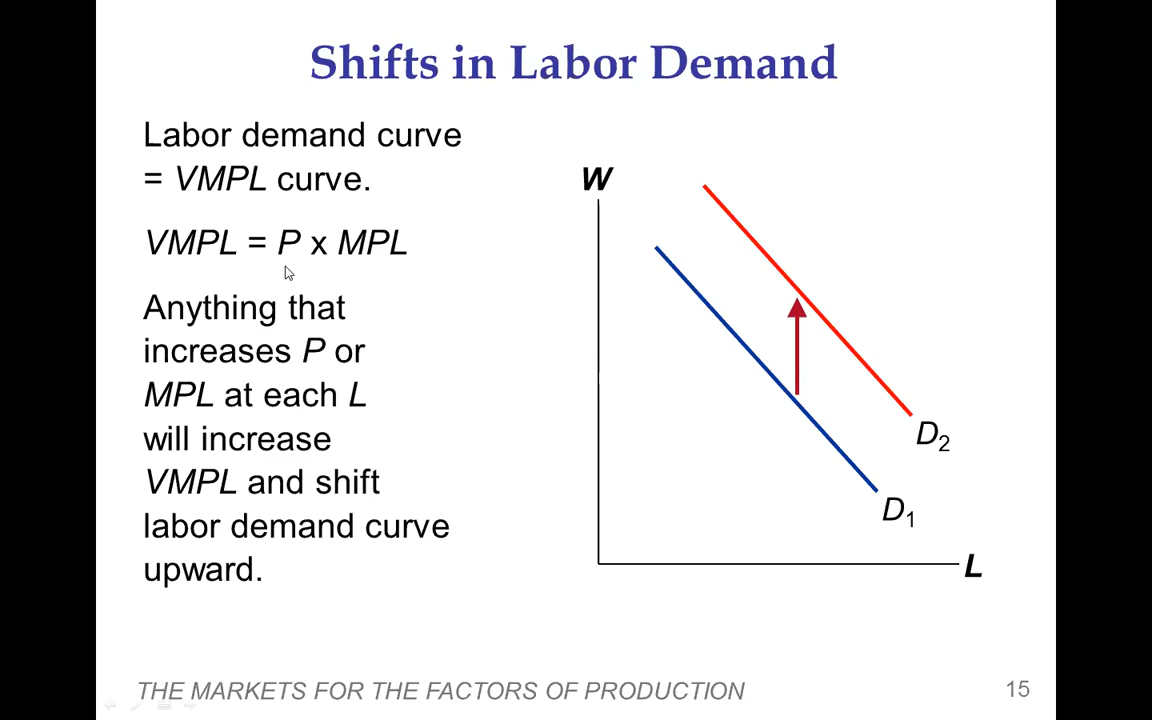 Shifts in Labor Demand
Labor demand curve
= VMPL curve.
VMPL = P x MPL
Anything that
increases P or
MPL at each L
will increase
VMPL and shift
labor demand curve
upward.
W
D2
D1
L
THE MARKETS FOR THE FACTORS OF PRODUCTION
15